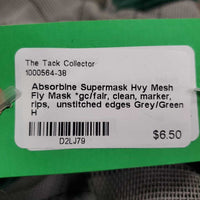 The Tack Collector
1000564-38
Absorbine Supermask Hvy Mesh
Fly Mask *gc/fair, clean, marker,
rips, unstitched edges Grey/Green
H
D2LJ79
$6.50